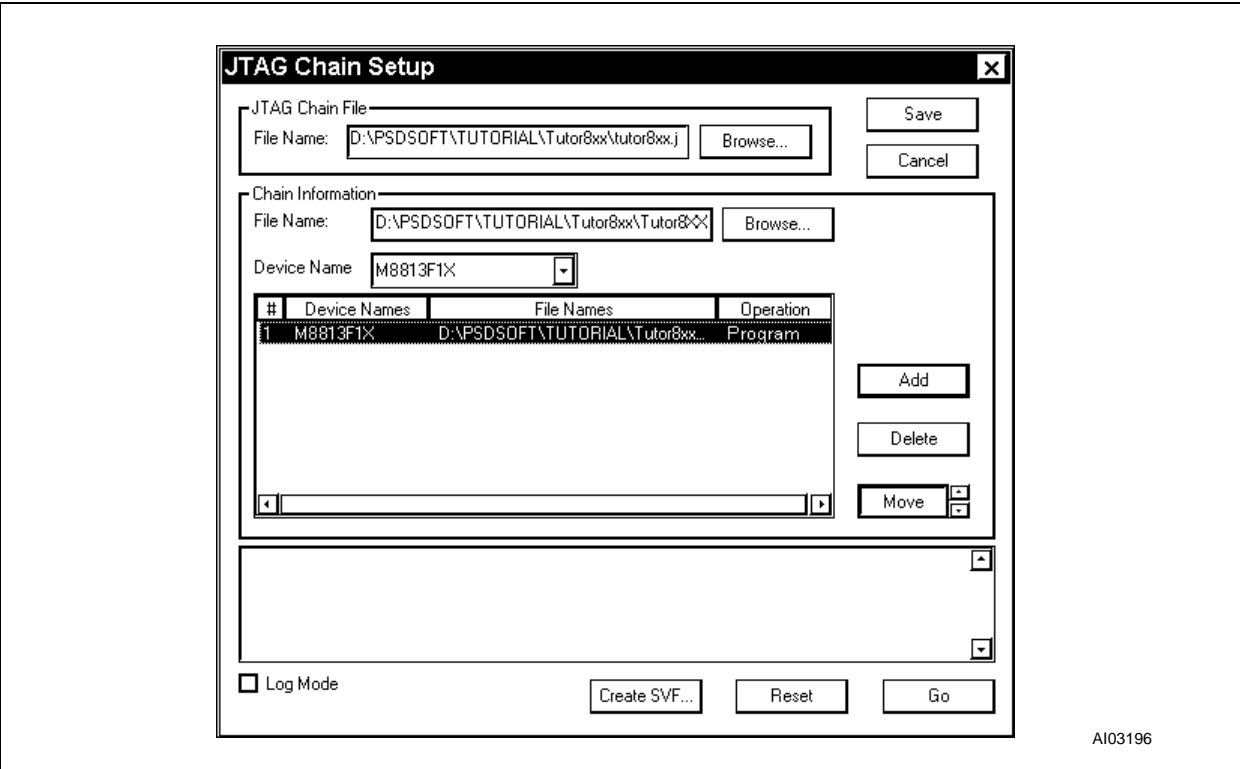 JTAG Chain Setup
JTAG Chain File
Save
File Name: D:\PSDSOFT\TUTORIAL\Tutor8xx\tutor8xx.j Browse...
Cancel
Chain Information
File Name: D:\PSDSOFT\TUTORIAL\Tutor8xx\Tutor8XX Browse...
Device Name M8813F1X
# Device Names File Names Operation
1 M8813F1X D:\PSDSOFT\TUTORIAL\Tutor8xx... Program
Add
Delete
Move
Log Mode
Create SVF... Reset Go
AI03196